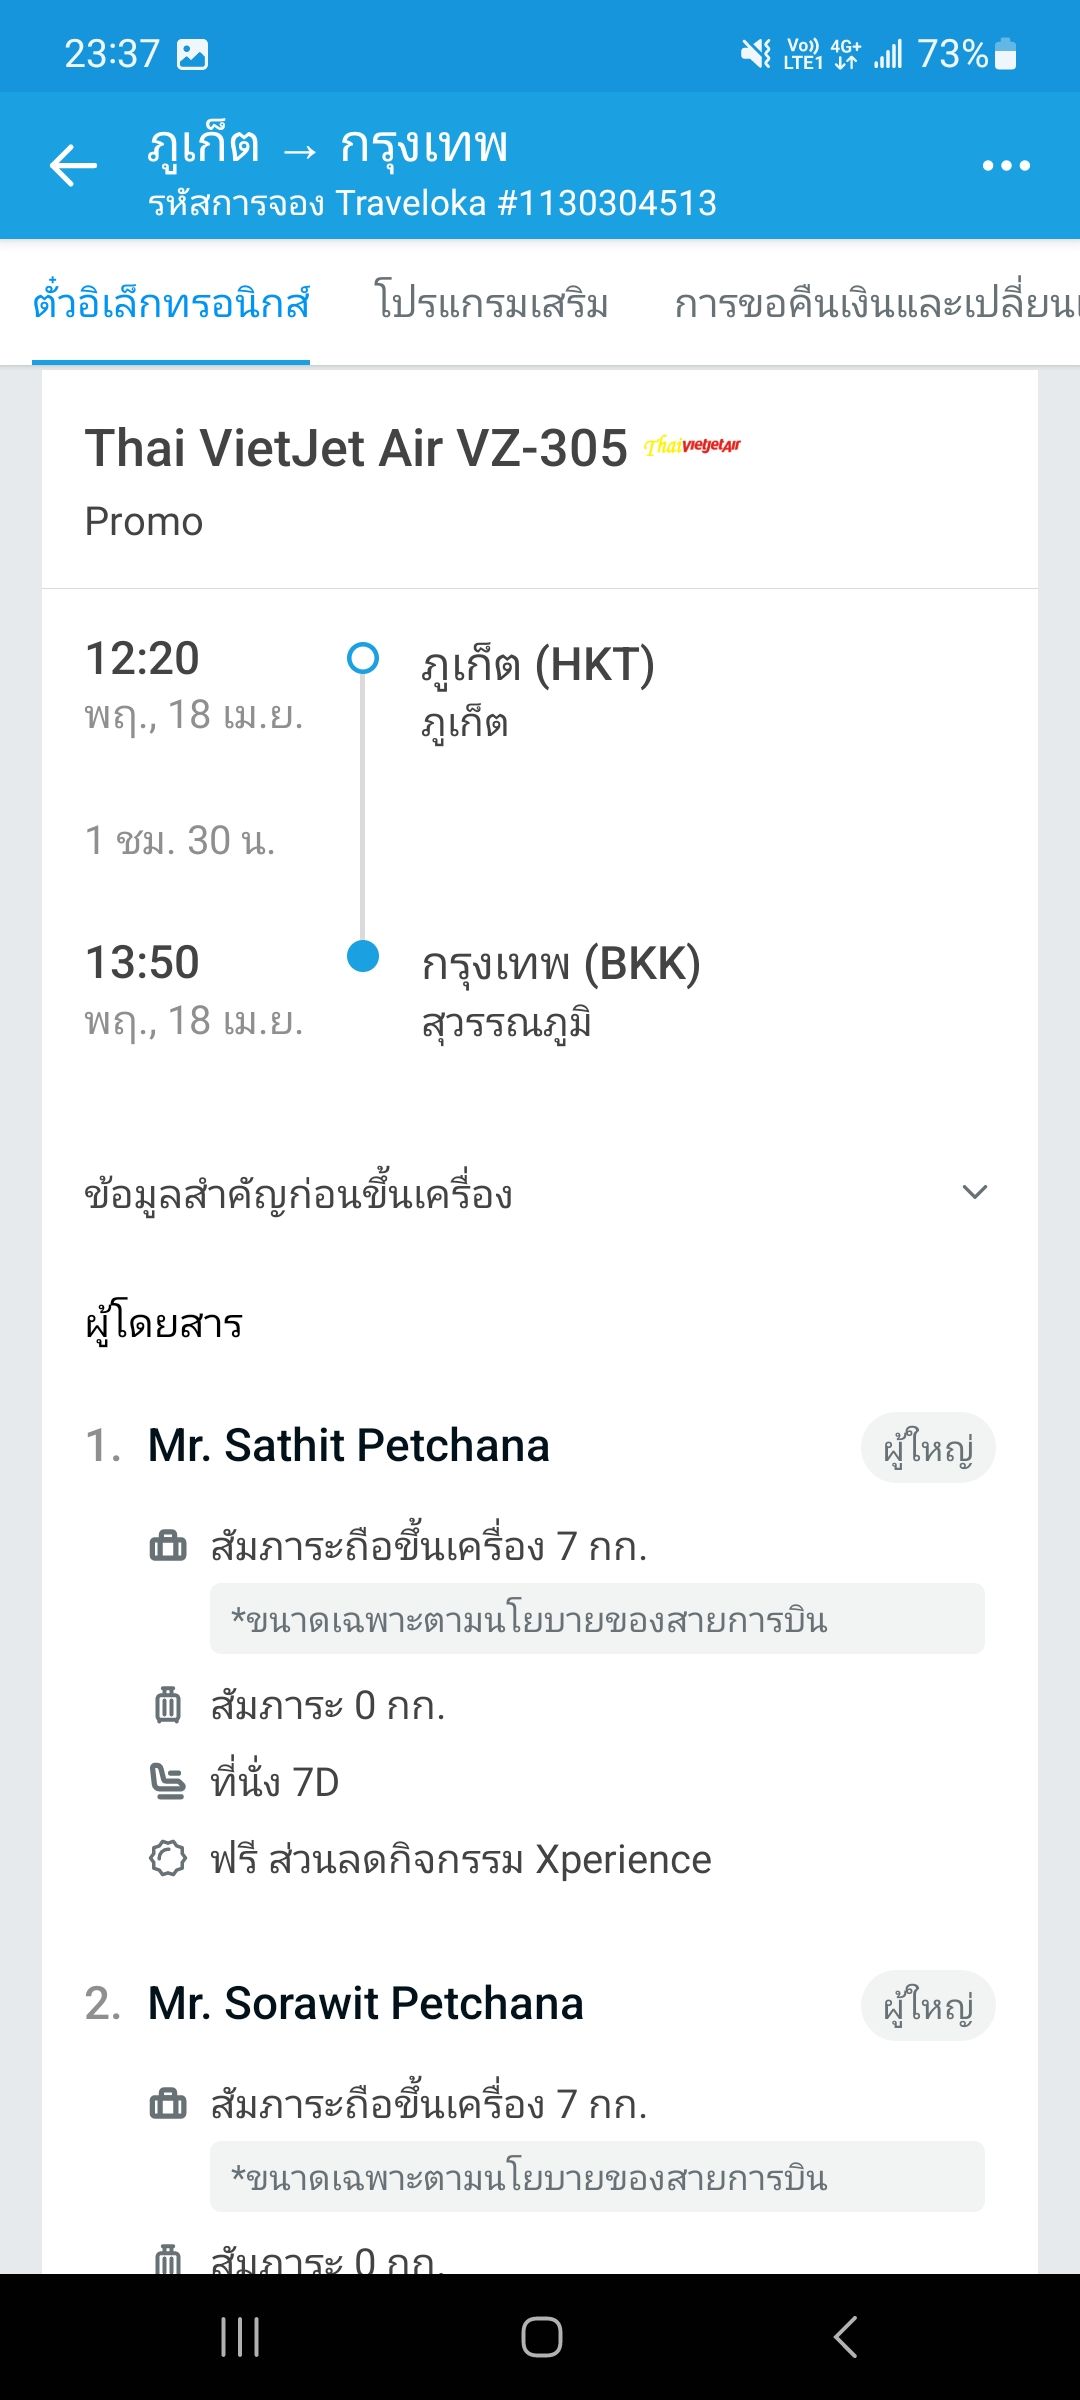 23:37 Vo)) LTE1 4G+ 73%
ภูเก็ต → กรุงเทพ
รหัสการจอง Traveloka #1130304513
ตั๋วอิเล็กทรอนิกส์ โปรแกรมเสริม การขอคืนเงินและเปลี่ยน
Thai VietJet Air VZ-305 Thai vietjetAir
Promo
12:20 ภูเก็ต (HKT)
พฤ., 18 เม.ย. ภูเก็ต
1 ชม. 30 น.
13:50 กรุงเทพ (BKK)
พฤ., 18 เม.ย. สุวรรณภูมิ
ข้อมูลสำคัญก่อนขึ้นเครื่อง
ผู้โดยสาร
1. Mr. Sathit Petchana ผู้ใหญ่
สัมภาระถือขึ้นเครื่อง 7 กก.
*ขนาดเฉพาะตามนโยบายของสายการบิน
สัมภาระ 0 กก.
ที่นั่ง 7D
ฟรี ส่วนลดกิจกรรม Xperience
2. Mr. Sorawit Petchana ผู้ใหญ่
สัมภาระถือขึ้นเครื่อง 7 กก.
*ขนาดเฉพาะตามนโยบายของสายการบิน
สัมภาระ 0 กก.